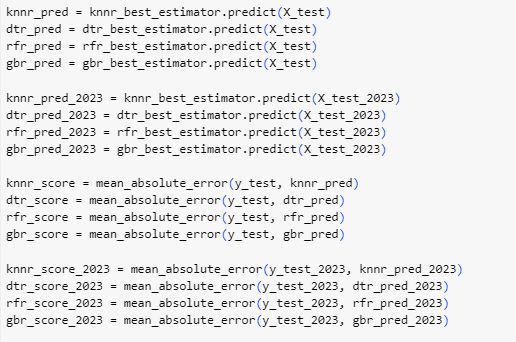 knnr_pred = knnr_best_estimator.predict(X_test)
dtr_pred = dtr_best_estimator.predict(X_test)
rfr_pred = rfr_best_estimator.predict(X_test)
gbr_pred = gbr_best_estimator.predict(X_test)

knnr_pred_2023 = knnr_best_estimator.predict(X_test_2023)
dtr_pred_2023 = dtr_best_estimator.predict(X_test_2023)
rfr_pred_2023 = rfr_best_estimator.predict(X_test_2023)
gbr_pred_2023 = gbr_best_estimator.predict(X_test_2023)

knnr_score = mean_absolute_error(y_test, knnr_pred)
dtr_score = mean_absolute_error(y_test, dtr_pred)
rfr_score = mean_absolute_error(y_test, rfr_pred)
gbr_score = mean_absolute_error(y_test, gbr_pred)

knnr_score_2023 = mean_absolute_error(y_test_2023, knnr_pred_2023)
dtr_score_2023 = mean_absolute_error(y_test_2023, dtr_pred_2023)
rfr_score_2023 = mean_absolute_error(y_test_2023, rfr_pred_2023)
gbr_score_2023 = mean_absolute_error(y_test_2023, gbr_pred_2023)